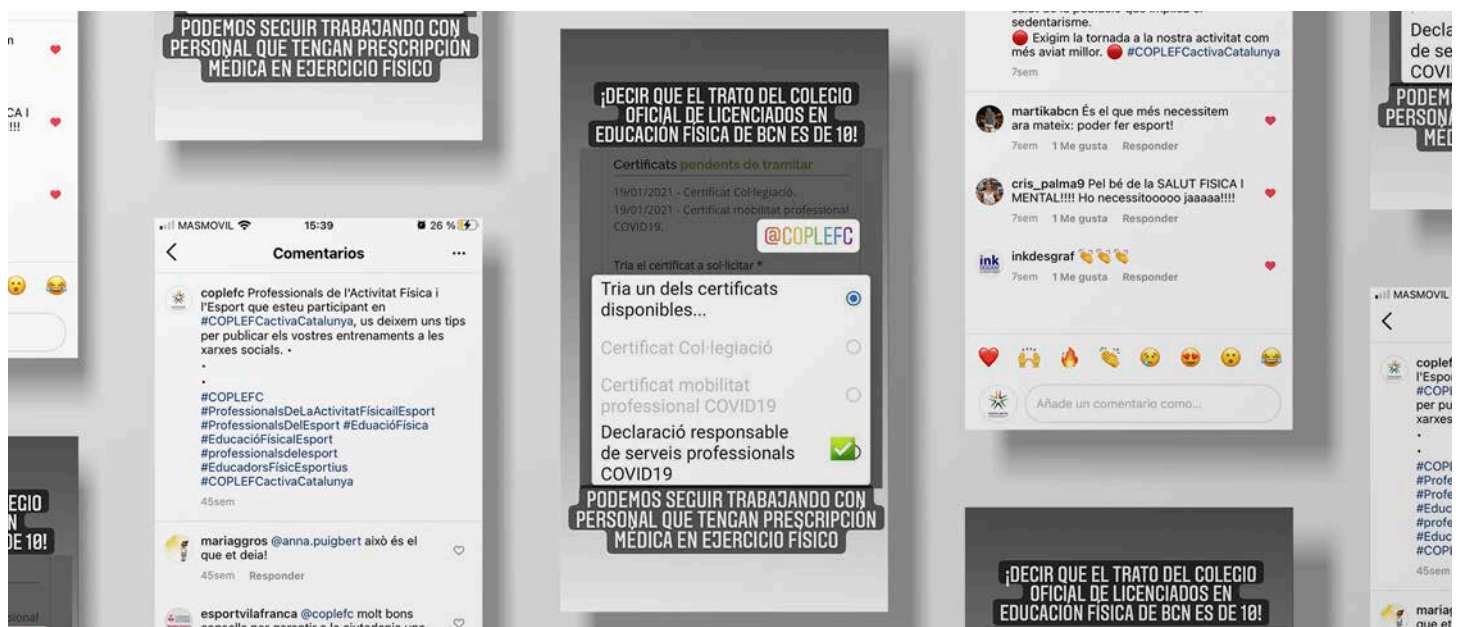 PODEMOS SEGUIR TRABAJANDO CON
PERSONAL QUE TENGAN PRESCRIPCIÓN
MÉDICA EN EJERCICIO FÍSICO
MASMOVIL
15:39
26 %
Comentarios
coplefc Professionals de l'Activitat Física i
l'Esport que esteu participant en
#COPLEFCactivaCatalunya, us deixem uns tips
per publicar els vostres entrenaments a les
xarxes socials. •
•
•
#COPLEFC
#ProfessionalsDeLaActivitatFísicaiIEsport
#ProfessionalsDelEsport #EduacióFísica
#EducacióFísicalEsport
#professionalsdelesport
#EducadorsFísicEsportius
#COPLEFCactivaCatalunya
45sem
mariaggros @anna.puigbert això és el
que et deia!
45sem Responder
esportvilafranca @coplefc molt bons
¡DECIR QUE EL TRATO DEL COLEGIO
OFICIAL DE LICENCIADOS EN
EDUCACIÓN FÍSICA DE BCN ES DE 10!
Certificats pendents de tramitar
19/01/2021 - Certificat Col·legiació.
19/01/2021 - Certificat mobilitat professional
COVID19.
@COPLEFC
Tria el certificat a sol·licitar *
Tria un dels certificats
disponibles...
Certificat Col·legiació
Certificat mobilitat
professional COVID19
Declaració responsable
de serveis professionals
COVID19
PODEMOS SEGUIR TRABAJANDO CON
PERSONAL QUE TENGAN PRESCRIPCIÓN
MÉDICA EN EJERCICIO FÍSICO
sedentarisme.
Exigim la tornada a la nostra activitat com
més aviat millor. #COPLEFCactivaCatalunya
7sem
martikabcn És el que més necessitem
ara mateix: poder fer esport!
7sem 1 Me gusta Responder
cris_palma9 Pel bé de la SALUT FISICA I
MENTAL!!!! Ho necessitooooo jaaaaa!!!!
7sem 1 Me gusta Responder
ink
inkdesgraf
7sem 1 Me gusta Responder
Añade un comentario como...
¡DECIR QUE EL TRATO DEL COLEGIO
OFICIAL DE LICENCIADOS EN
EDUCACIÓN FÍSICA DE BCN ES DE 10!
COVI
MASMOVIL
45sem
DE 10!